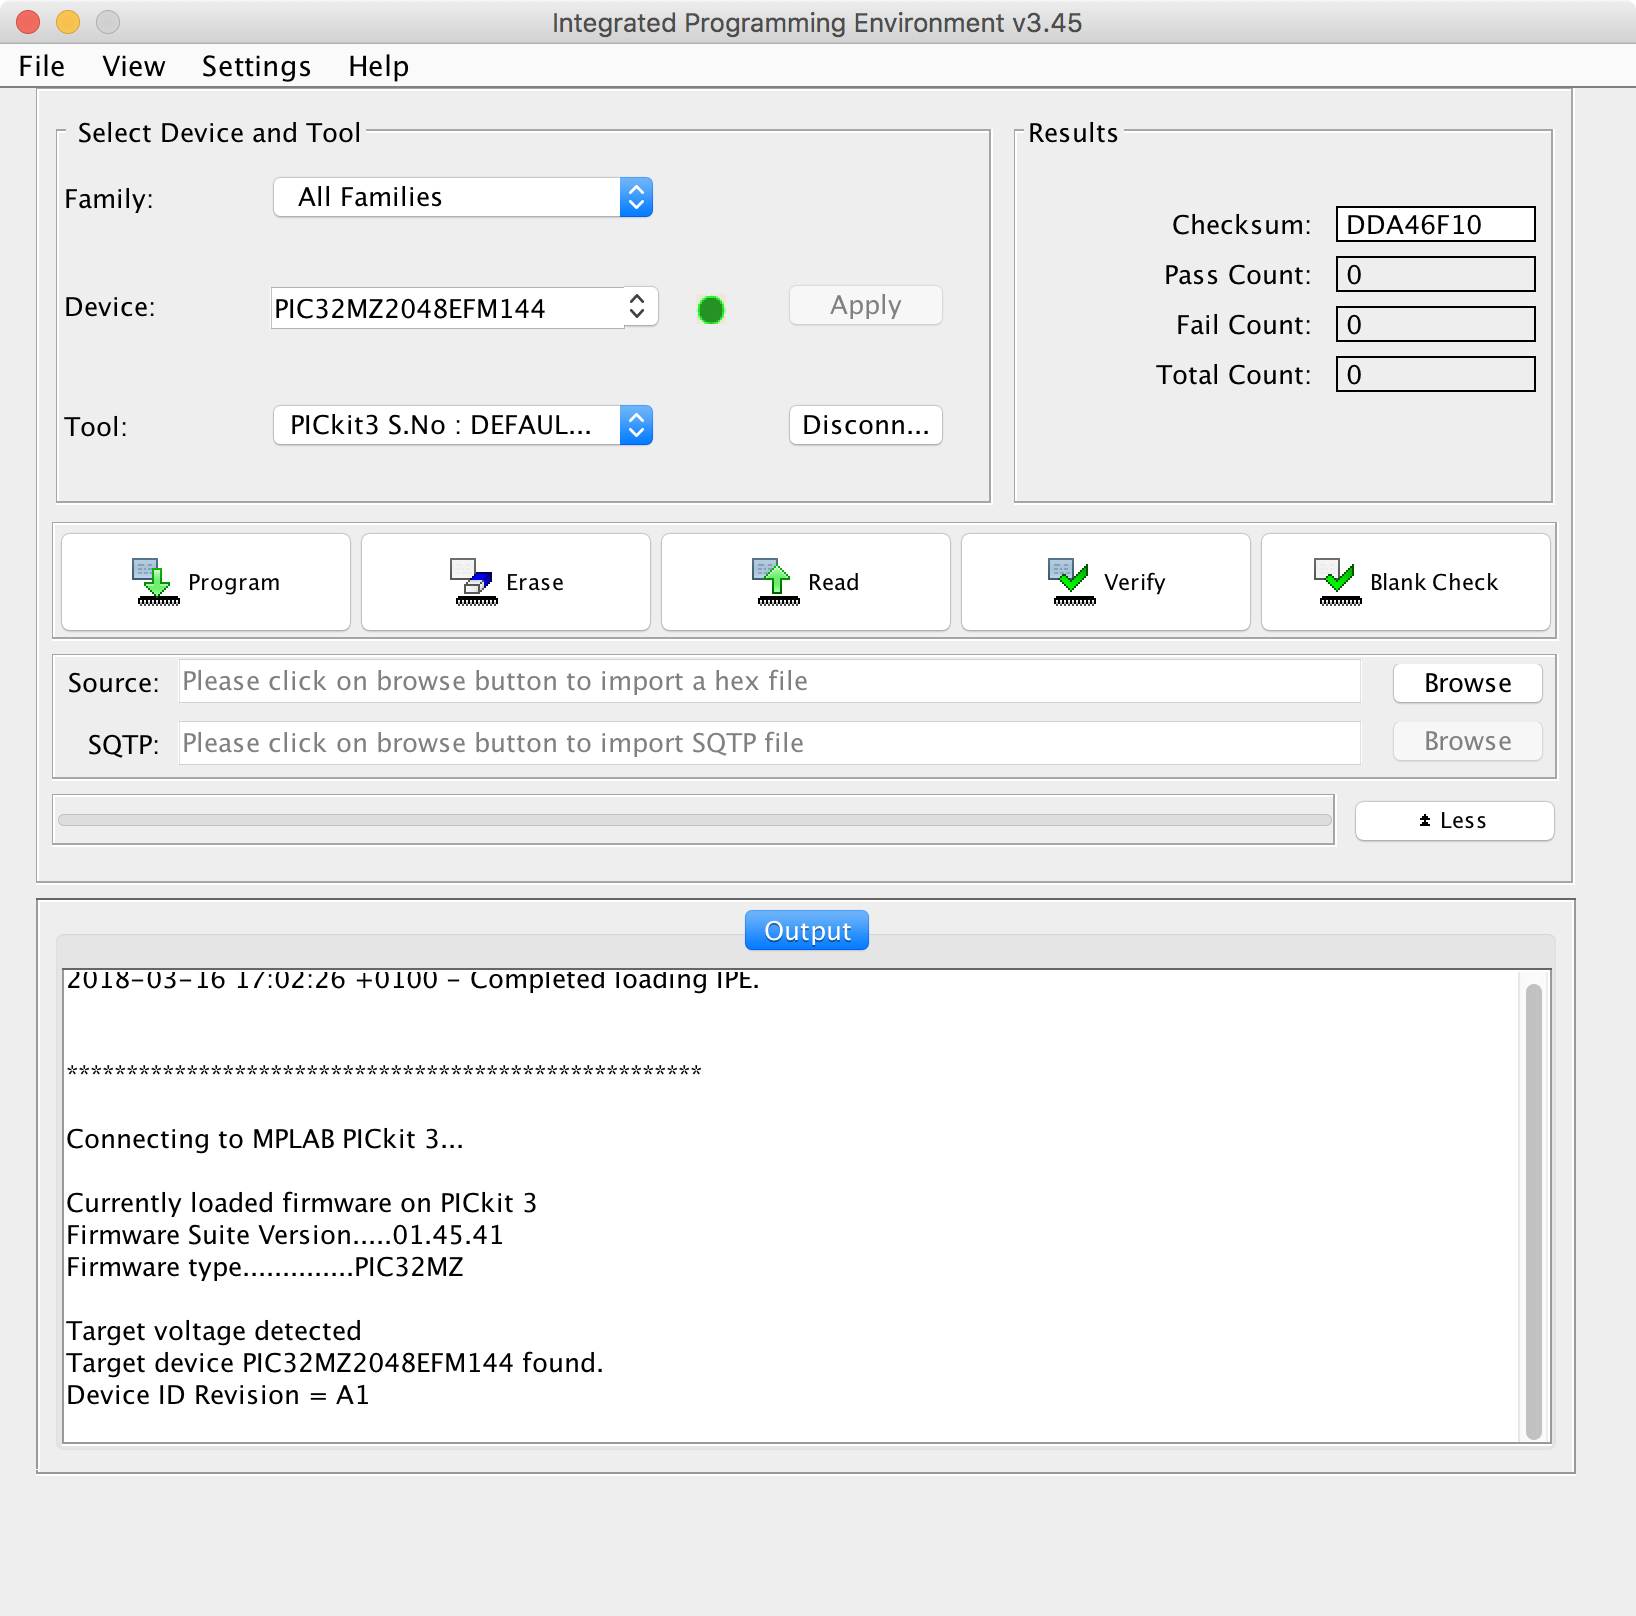 Integrated Programming Environment v3.45
File View Settings Help
Select Device and Tool
Family: All Families
Device: PIC32MZ2048EFM144 Apply
Tool: PICkit3 S.No : DEFAUL... Disconn...
Results
Checksum: DDA46F10
Pass Count: 0
Fail Count: 0
Total Count: 0
Program Erase Read Verify Blank Check
Source: Please click on browse button to import a hex file Browse
SQTP: Please click on browse button to import SQTP file Browse
Less
Output
2018-03-16 17:02:26 +0100 - Completed loading IPE.
*****************************************************
Connecting to MPLAB PICkit 3...
Currently loaded firmware on PICkit 3
Firmware Suite Version.....01.45.41
Firmware type..............PIC32MZ
Target voltage detected
Target device PIC32MZ2048EFM144 found.
Device ID Revision = A1